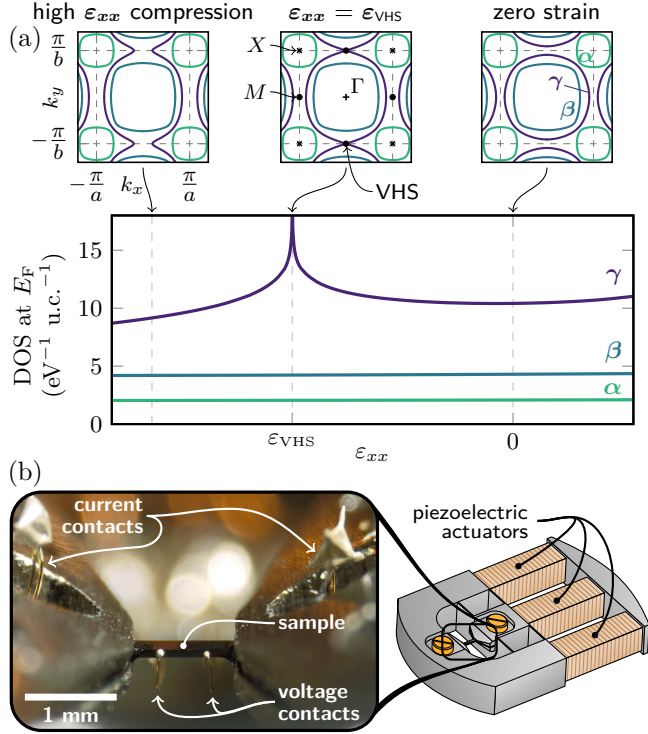 high εxx compression
εxx = εVHS
zero strain
(a)
π/b
ky
−π/b
X
M
Γ
α
γ
β
−π/a
kx
π/a
VHS
DOS at EF
(eV−1 u.c.−1)
15
10
5
0
γ
β
α
εVHS
εxx
0
(b)
current
contacts
sample
voltage
contacts
1 mm
piezoelectric
actuators